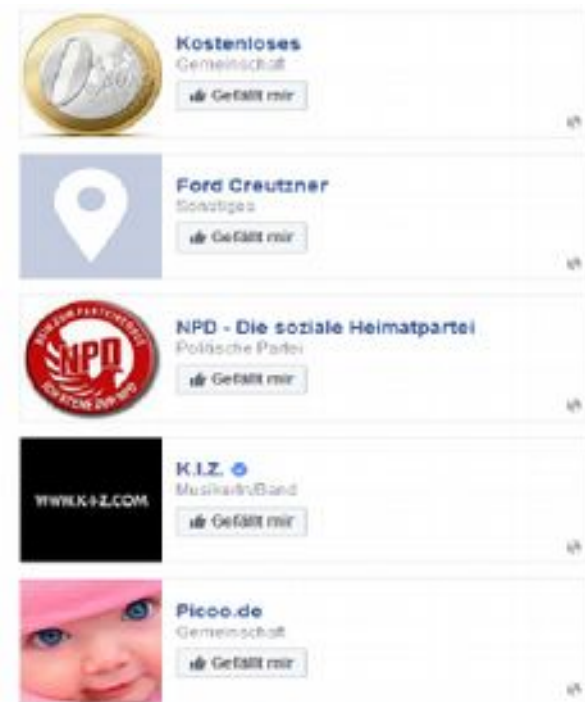 Kostenloses
Gemeinschaft
Gefällt mir
Ford Creutzner
Sonstiges
Gefällt mir
NPD
NPD - Die soziale Heimatpartei
Politische Partei
Gefällt mir
WWW.K-I-Z.COM
K.I.Z.
Musiker/in/Band
Gefällt mir
Picoo.de
Gemeinschaft
Gefällt mir